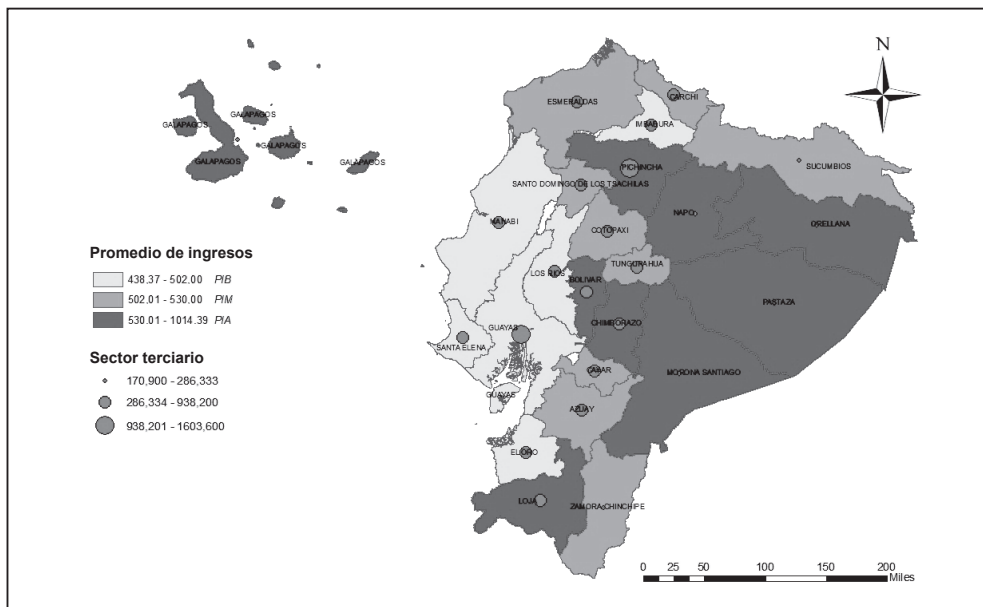 N
ESMERALDAS
CARCHI
IMBABURA
GALAPAGOS
GALAPAGOS
GALAPAGOS
GALAPAGOS
GALAPAGOS
PICHINCHA
SUCUMBIOS
SANTO DOMINGO DE LOS TSACHILAS
NAPO
ORELLANA
MANABI
COTOPAXI
TUNGURAHUA
LOS RIOS
BOLIVAR
PASTAZA
CHIMBORAZO
GUAYAS
SANTA ELENA
MORONA SANTIAGO
CAÑAR
GUAYAS
AZUAY
EL ORO
LOJA
ZAMORA CHINCHIPE
Promedio de ingresos
438.37 - 502.00 PIB
502.01 - 530.00 PIM
530.01 - 1014.39 PIA
Sector terciario
170,900 - 286,333
286,334 - 938,200
938,201 - 1603,600
0 25 50 100 150 200
Miles